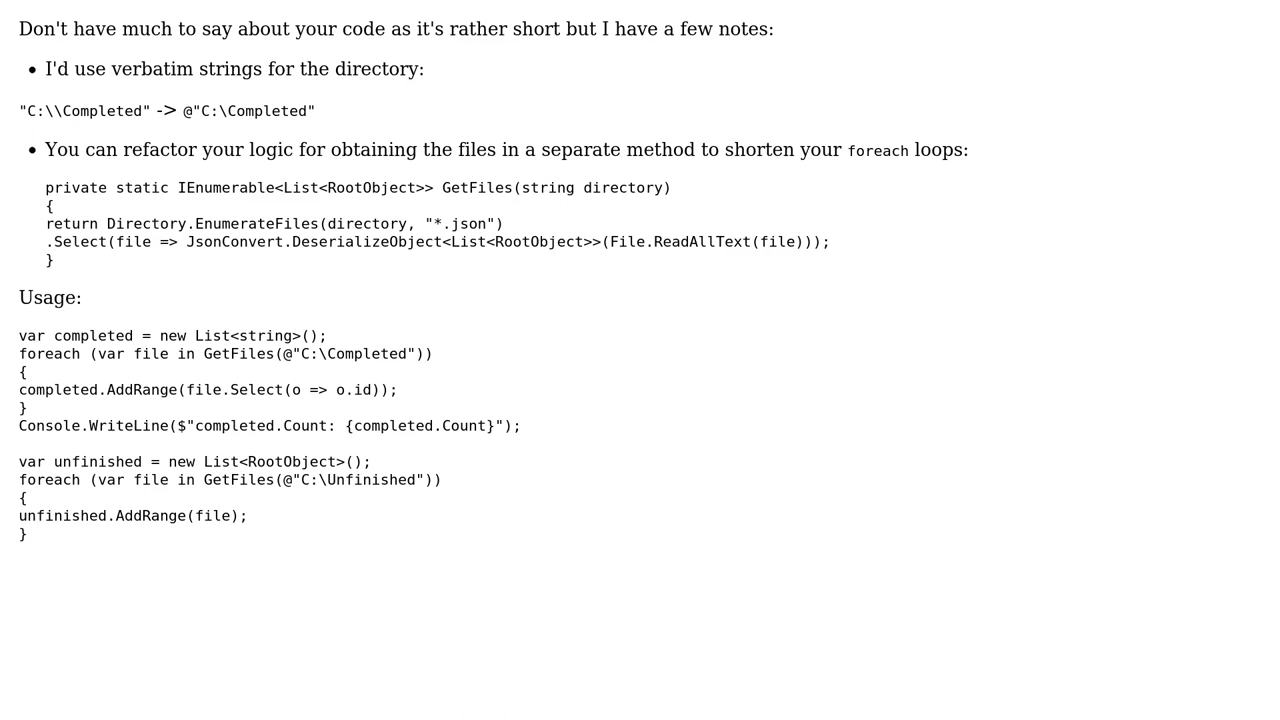 Don't have much to say about your code as it's rather short but I have a few notes:
• I'd use verbatim strings for the directory:
"C:\\Completed" -> @"C:\Completed"
• You can refactor your logic for obtaining the files in a separate method to shorten your foreach loops:
private static IEnumerable<List<RootObject>> GetFiles(string directory)
{
return Directory.EnumerateFiles(directory, "*.json")
.Select(file => JsonConvert.DeserializeObject<List<RootObject>>(File.ReadAllText(file)));
}
Usage:
var completed = new List<string>();
foreach (var file in GetFiles(@"C:\Completed"))
{
completed.AddRange(file.Select(o => o.id));
}
Console.WriteLine($"completed.Count: {completed.Count}");
var unfinished = new List<RootObject>();
foreach (var file in GetFiles(@"C:\Unfinished"))
{
unfinished.AddRange(file);
}